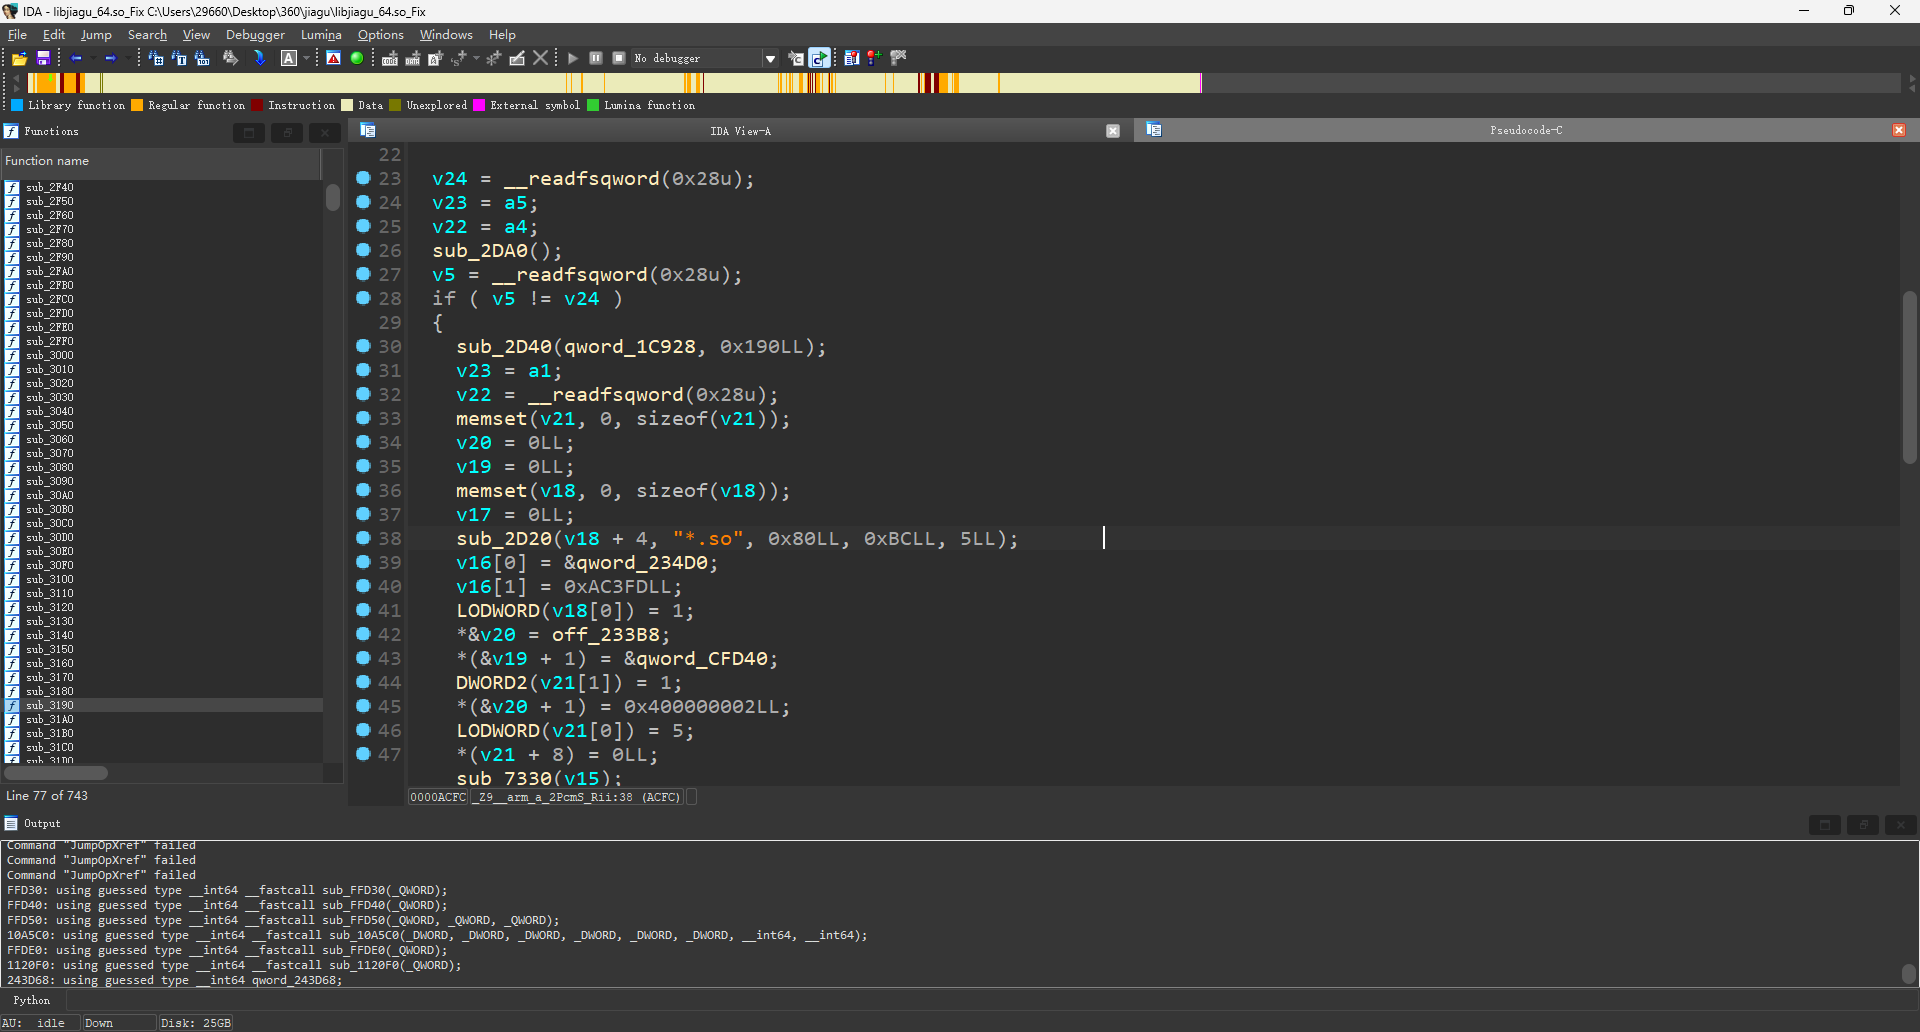 IDA - libjiagu_64.so_Fix C:\Users\29660\Desktop\360\jiagu\libjiagu_64.so_Fix
File Edit Jump Search View Debugger Lumina Options Windows Help
No debugger
Library function Regular function Instruction Data Unexplored External symbol Lumina function
Functions
IDA View-A
Pseudocode-C
Function name
sub_2F40
sub_2F50
sub_2F60
sub_2F70
sub_2F80
sub_2F90
sub_2FA0
sub_2FB0
sub_2FC0
sub_2FD0
sub_2FE0
sub_2FF0
sub_3000
sub_3010
sub_3020
sub_3030
sub_3040
sub_3050
sub_3060
sub_3070
sub_3080
sub_3090
sub_30A0
sub_30B0
sub_30C0
sub_30D0
sub_30E0
sub_30F0
sub_3100
sub_3110
sub_3120
sub_3130
sub_3140
sub_3150
sub_3160
sub_3170
sub_3180
sub_3190
sub_31A0
sub_31B0
sub_31C0
sub_31D0
Line 77 of 743
22
23 v24 = __readfsqword(0x28u);
24 v23 = a5;
25 v22 = a4;
26 sub_2DA0();
27 v5 = __readfsqword(0x28u);
28 if ( v5 != v24 )
29 {
30 sub_2D40(qword_1C928, 0x190LL);
31 v23 = a1;
32 v22 = __readfsqword(0x28u);
33 memset(v21, 0, sizeof(v21));
34 v20 = 0LL;
35 v19 = 0LL;
36 memset(v18, 0, sizeof(v18));
37 v17 = 0LL;
38 sub_2D20(v18 + 4, "*.so", 0x80LL, 0xBCLL, 5LL);
39 v16[0] = &qword_234D0;
40 v16[1] = 0xAC3FDLL;
41 LODWORD(v18[0]) = 1;
42 *&v20 = off_233B8;
43 *(&v19 + 1) = &qword_CFD40;
44 DWORD2(v21[1]) = 1;
45 *(&v20 + 1) = 0x400000002LL;
46 LODWORD(v21[0]) = 5;
47 *(v21 + 8) = 0LL;
sub_7330(v15);
0000ACFC _Z9__arm_a_2PcmS_Rii:38 (ACFC)
Output
Command "JumpOpXref" failed
Command "JumpOpXref" failed
Command "JumpOpXref" failed
FFD30: using guessed type __int64 __fastcall sub_FFD30(_QWORD);
FFD40: using guessed type __int64 __fastcall sub_FFD40(_QWORD);
FFD50: using guessed type __int64 __fastcall sub_FFD50(_QWORD, _QWORD, _QWORD);
10A5C0: using guessed type __int64 __fastcall sub_10A5C0(_DWORD, _DWORD, _DWORD, _DWORD, _DWORD, _DWORD, __int64, __int64);
FFDE0: using guessed type __int64 __fastcall sub_FFDE0(_QWORD);
1120F0: using guessed type __int64 __fastcall sub_1120F0(_QWORD);
243D68: using guessed type __int64 qword_243D68;
Python
AU: idle Down Disk: 25GB